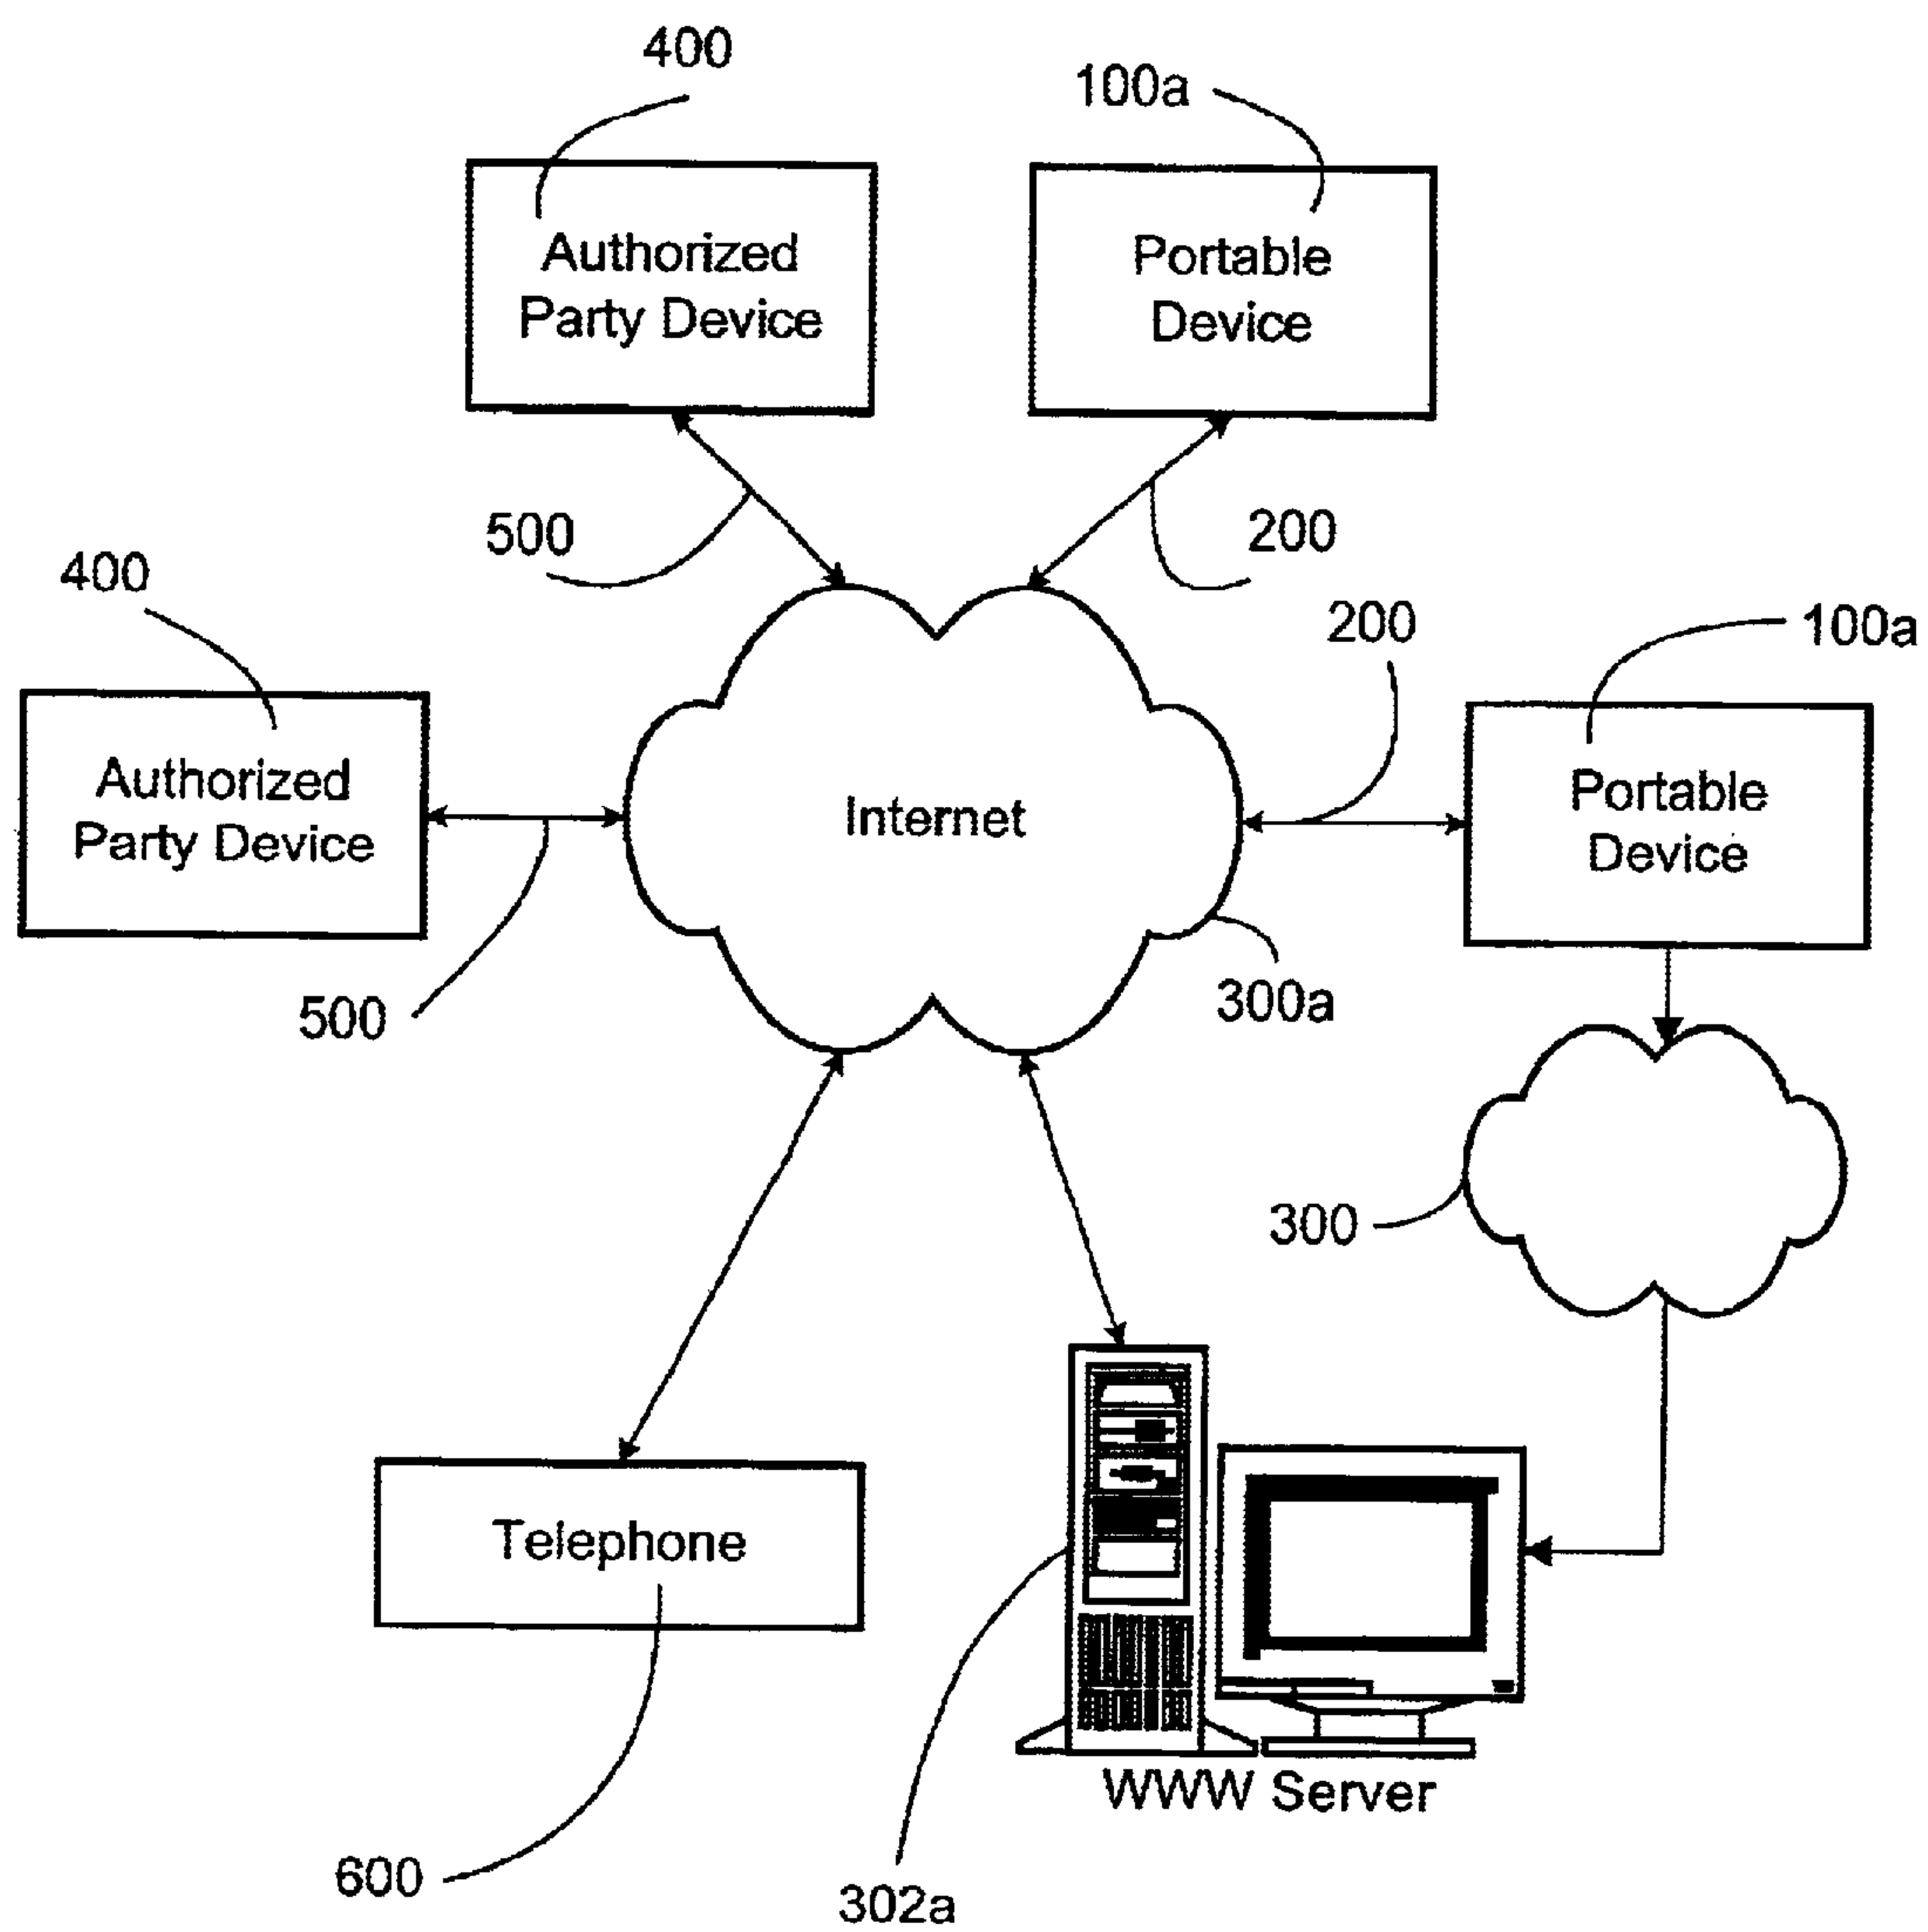 400
100a
Authorized
Party Device
Portable
Device
500
200
400
200
100a
Authorized
Party Device
Internet
Portable
Device
500
300a
300
Telephone
WWW Server
600
302a